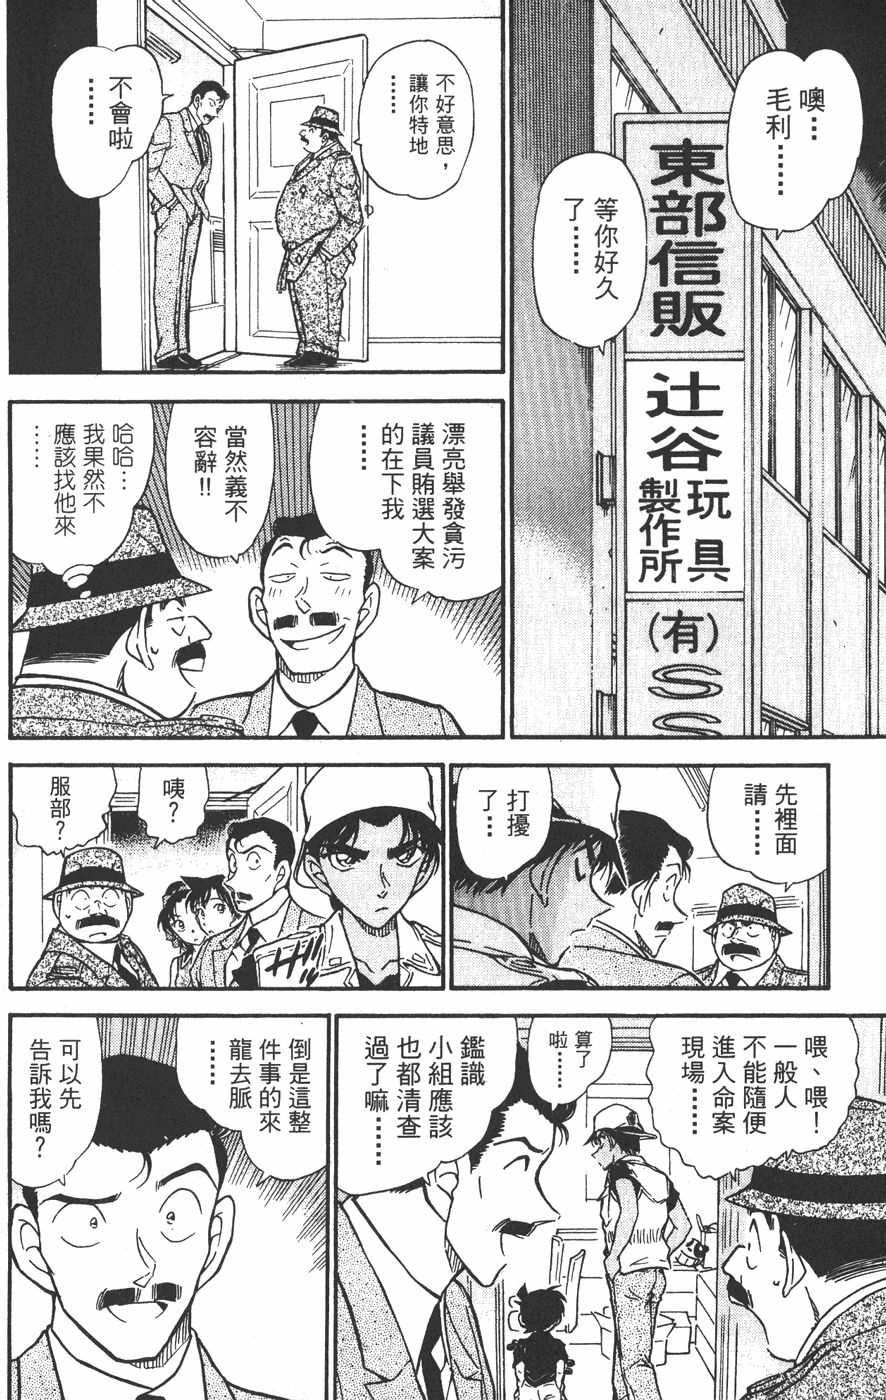 噢…
毛利……
等你好久
了……
東部信販
辻谷
玩具
製作所
(有)
SS
不好意思，
讓你特地
……
不會啦
……
漂亮舉發貪污
議員賄選大案
的在下我
……
當然義不
容辭!!
哈哈…
我果然不
應該找他來
……
先裡面
請……
打擾
了……
咦?
服部?
喂、喂!
一般人
不能隨便
進入命案
現場……
算了
啦……
鑑識
小組應該
也都清查
過了嘛……
倒是這整
件事的來
龍去脈
……
可以先
告訴我嗎?